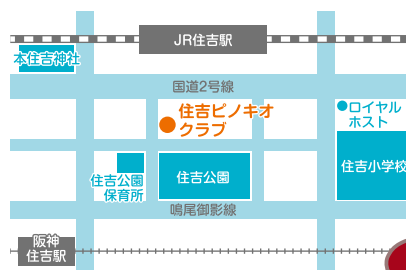 JR住吉駅
本住吉神社
国道2号線
住吉ピノキオ
クラブ
ロイヤル
ホスト
住吉小学校
住吉公園
保育所
住吉公園
鳴尾御影線
阪神
住吉駅